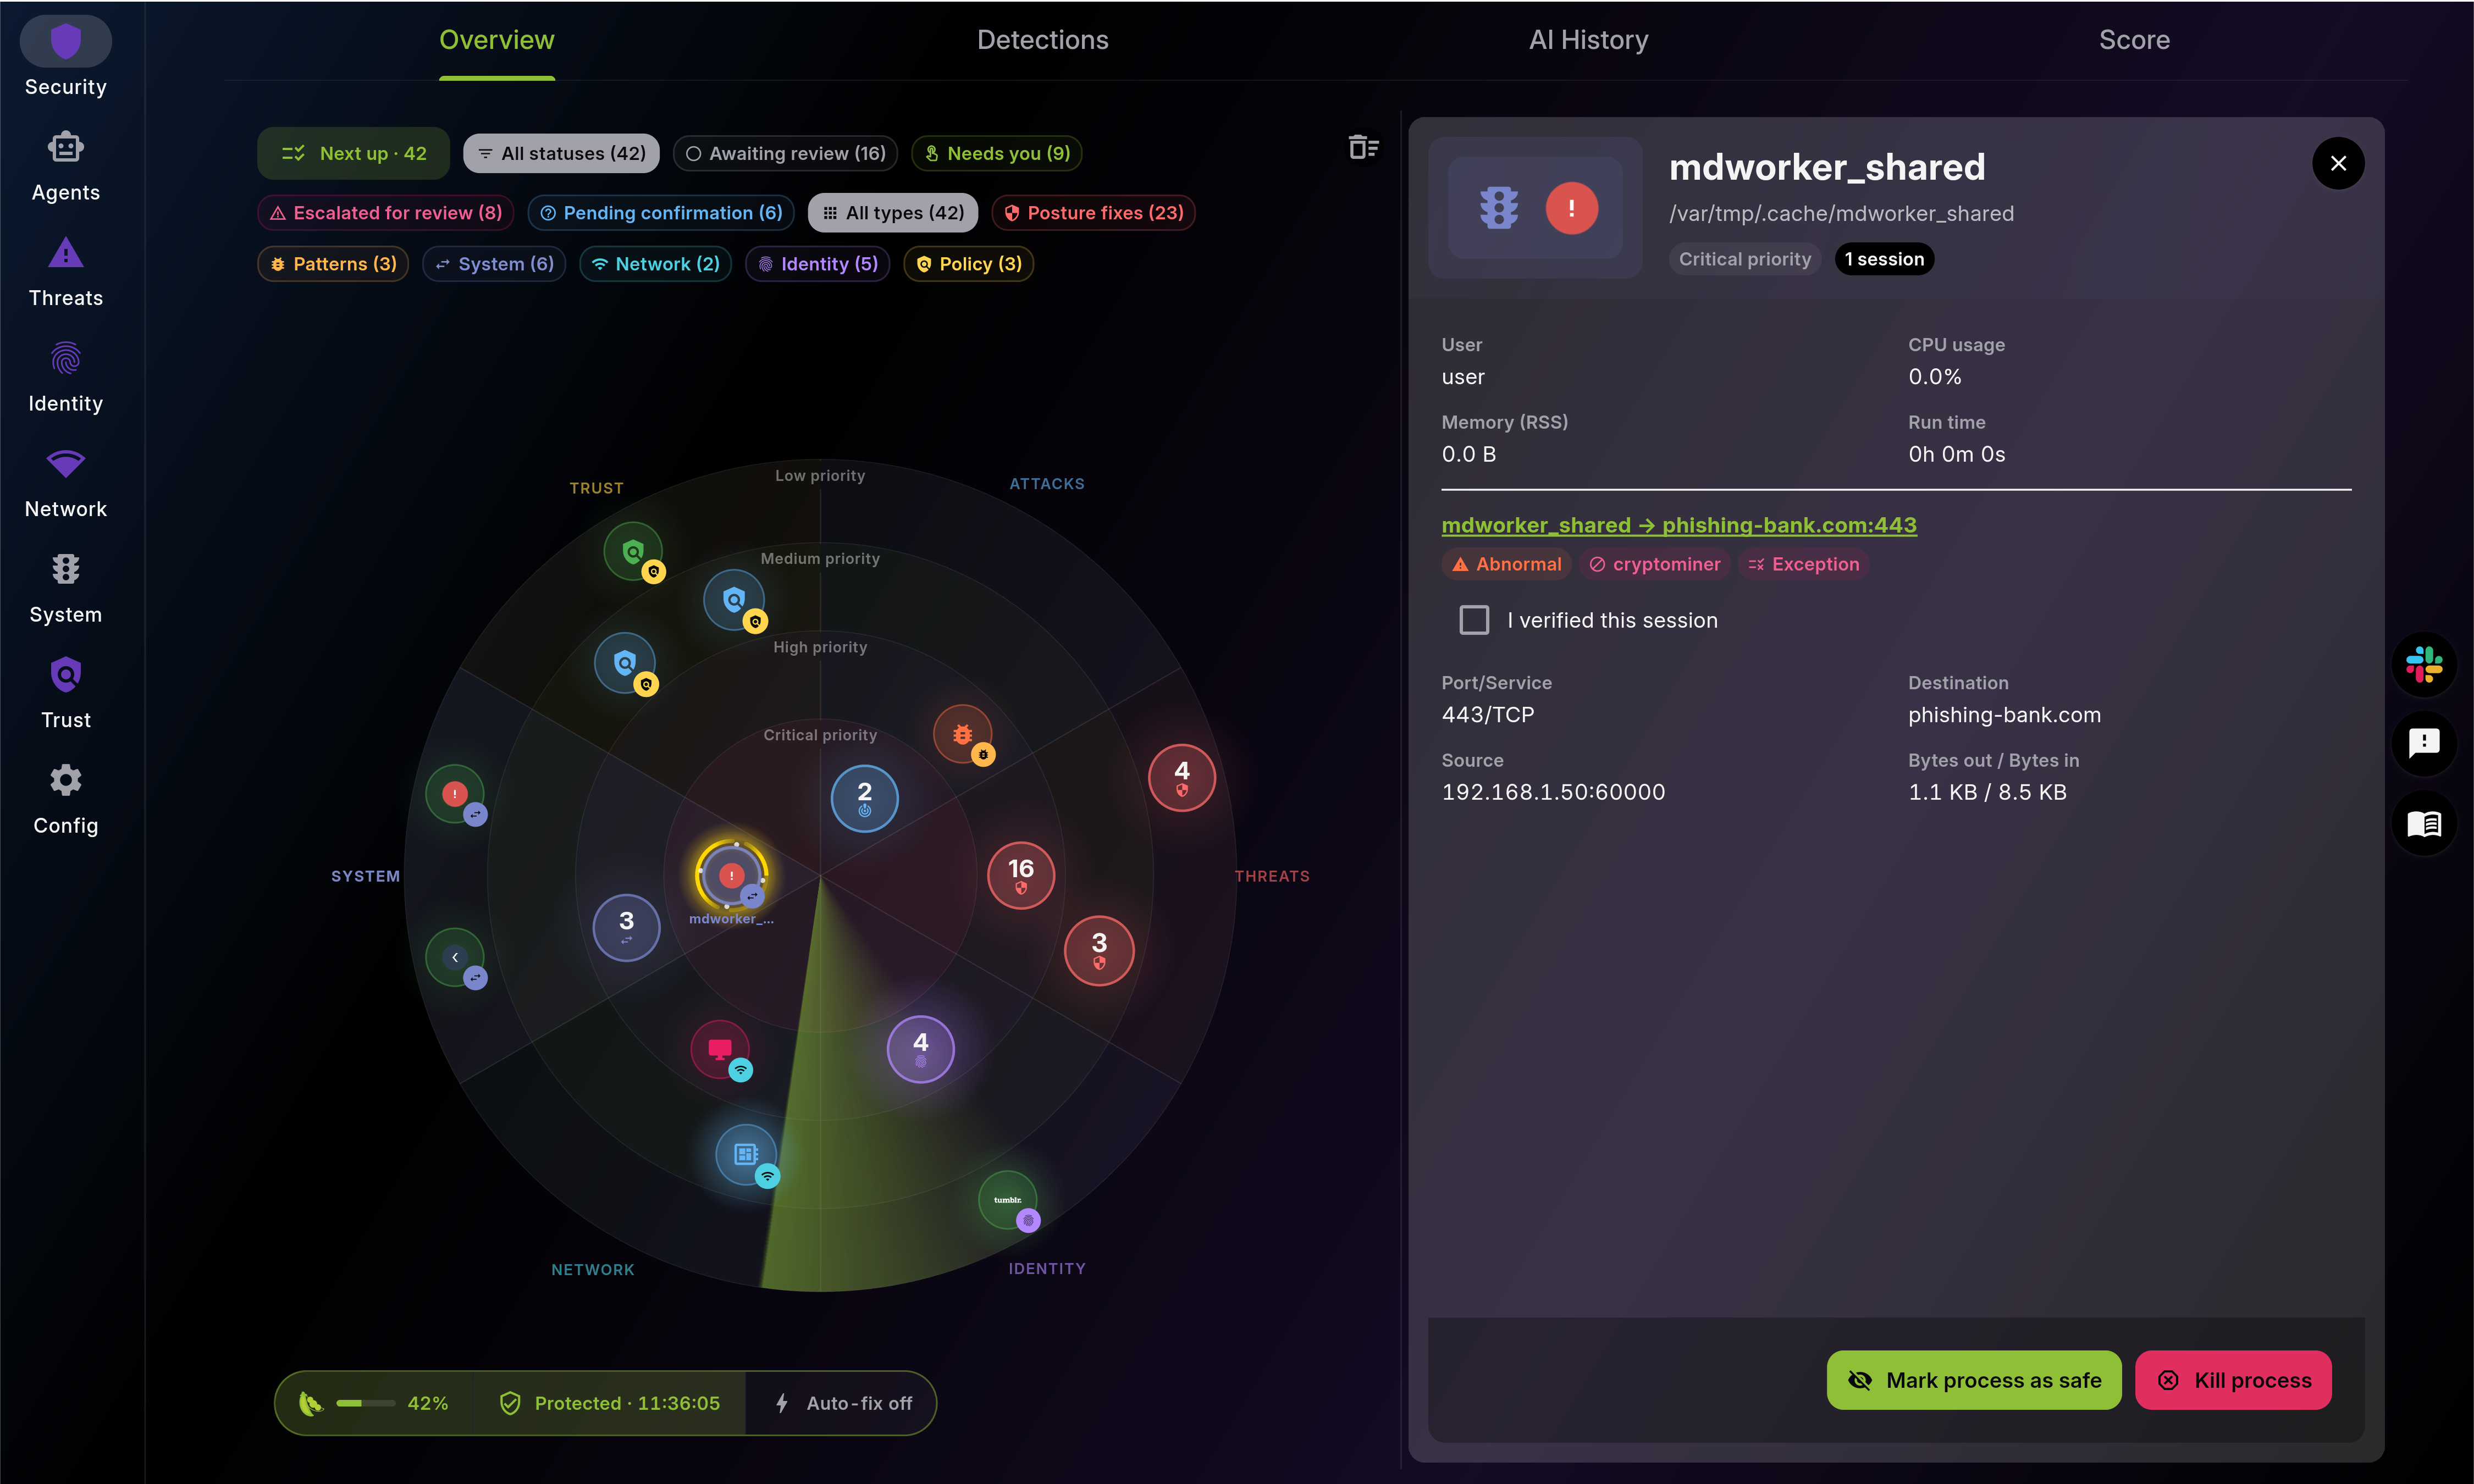 Security
Agents
Threats
Identity
Network
System
Trust
Config
Overview
Detections
AI History
Score
Next up · 42
All statuses (42)
Awaiting review (16)
Needs you (9)
Escalated for review (8)
Pending confirmation (6)
All types (42)
Posture fixes (23)
Patterns (3)
System (6)
Network (2)
Identity (5)
Policy (3)
Low priority
TRUST
ATTACKS
Medium priority
High priority
Critical priority
2
4
16
SYSTEM
THREATS
mdworker_...
3
3
4
tumblr.
NETWORK
IDENTITY
42%
Protected · 11:36:05
Auto-fix off
mdworker_shared
/var/tmp/.cache/mdworker_shared
Critical priority
1 session
User
user
CPU usage
0.0%
Memory (RSS)
0.0 B
Run time
0h 0m 0s
mdworker_shared → phishing-bank.com:443
Abnormal
cryptominer
Exception
I verified this session
Port/Service
443/TCP
Destination
phishing-bank.com
Source
192.168.1.50:60000
Bytes out / Bytes in
1.1 KB / 8.5 KB
Mark process as safe
Kill process